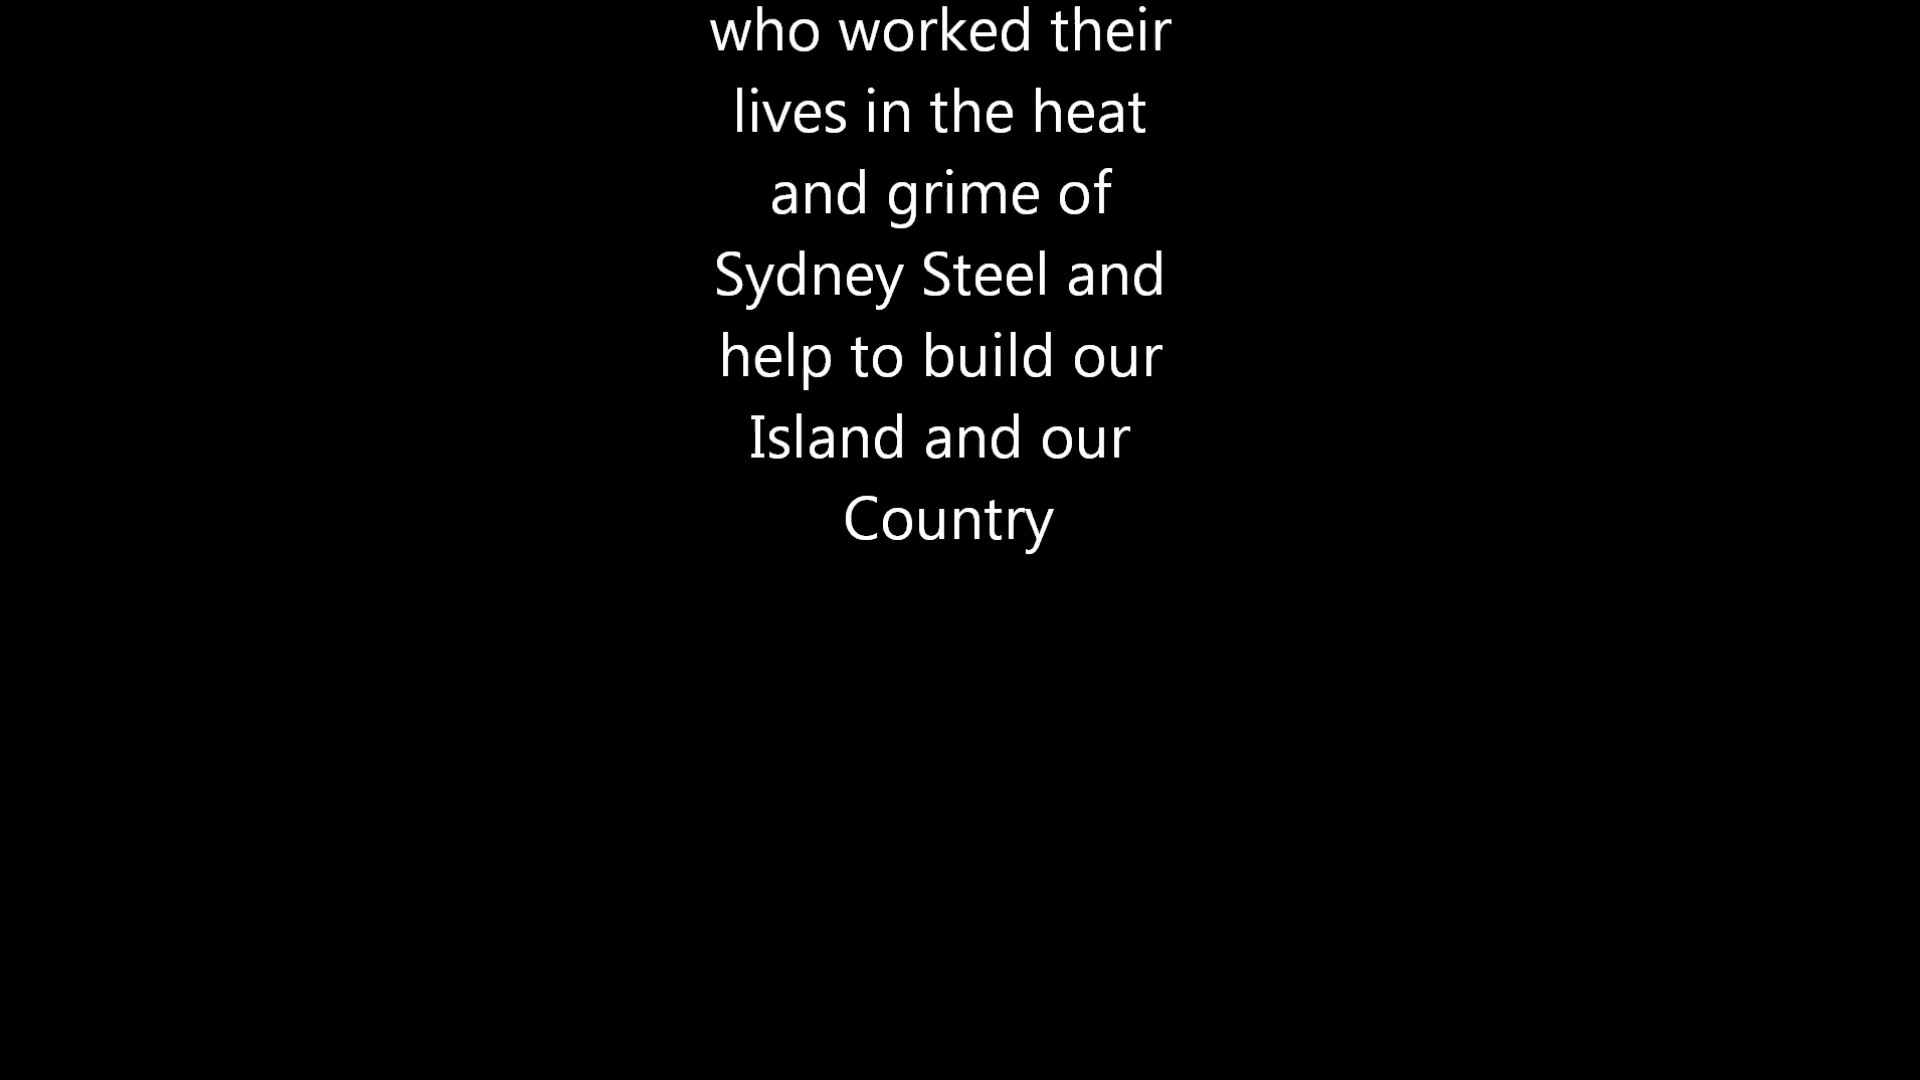 who worked their
lives in the heat
and grime of
Sydney Steel and
help to build our
Island and our
Country